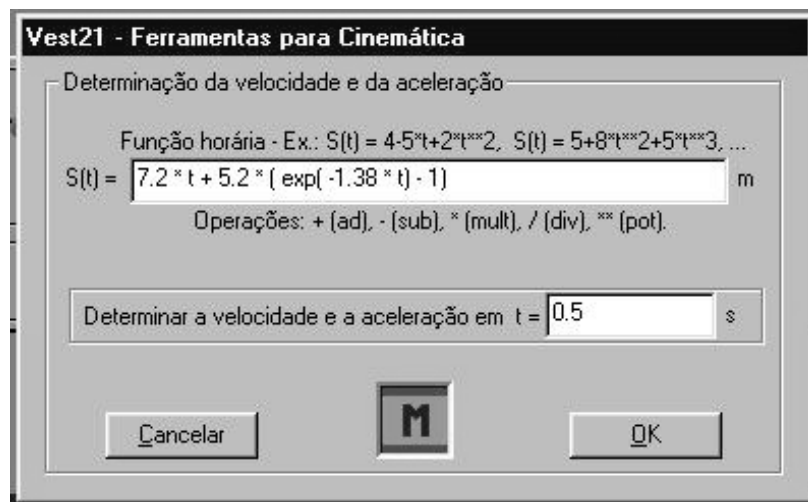 Vest21 - Ferramentas para Cinemática
Determinação da velocidade e da aceleração
Função horária - Ex.: S(t) = 4-5*t+2*t**2, S(t) = 5+8*t**2+5*t**3, ...
S(t) = 7.2 * t + 5.2 * ( exp( -1.38 * t) - 1) m
Operações: + (ad), - (sub), * (mult), / (div), ** (pot).
Determinar a velocidade e a aceleração em t = 0.5 s
Cancelar M OK